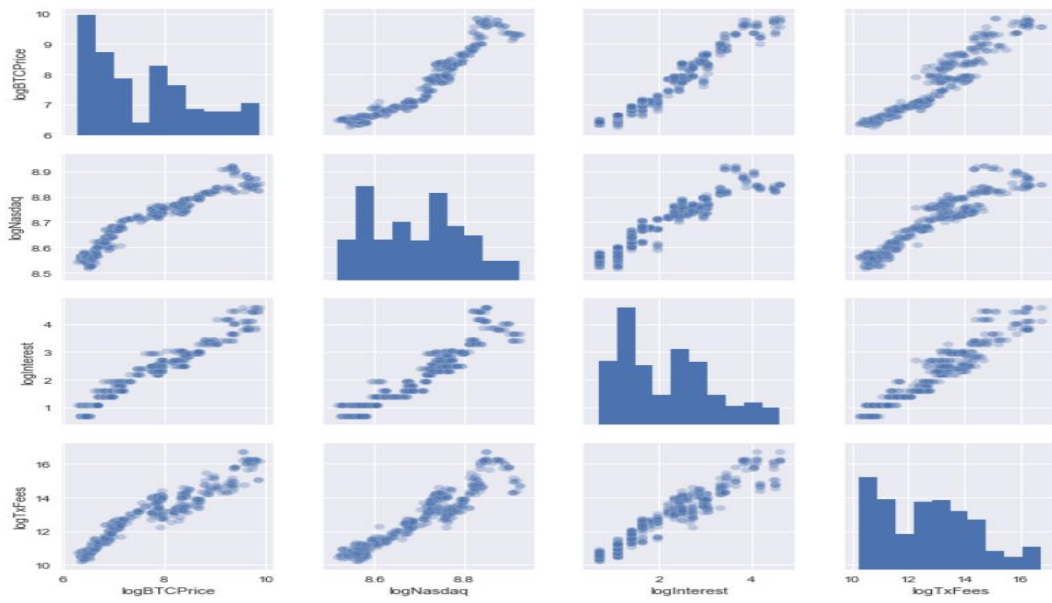 10
9
8
7
6
logBTCPrice
8.9
8.8
8.7
8.6
8.5
logNasdaq
4
3
2
1
logInterest
16
14
12
10
logTxFees
6 8 10
8.6 8.8
2 4
10 12 14 16
logBTCPrice logNasdaq logInterest logTxFees